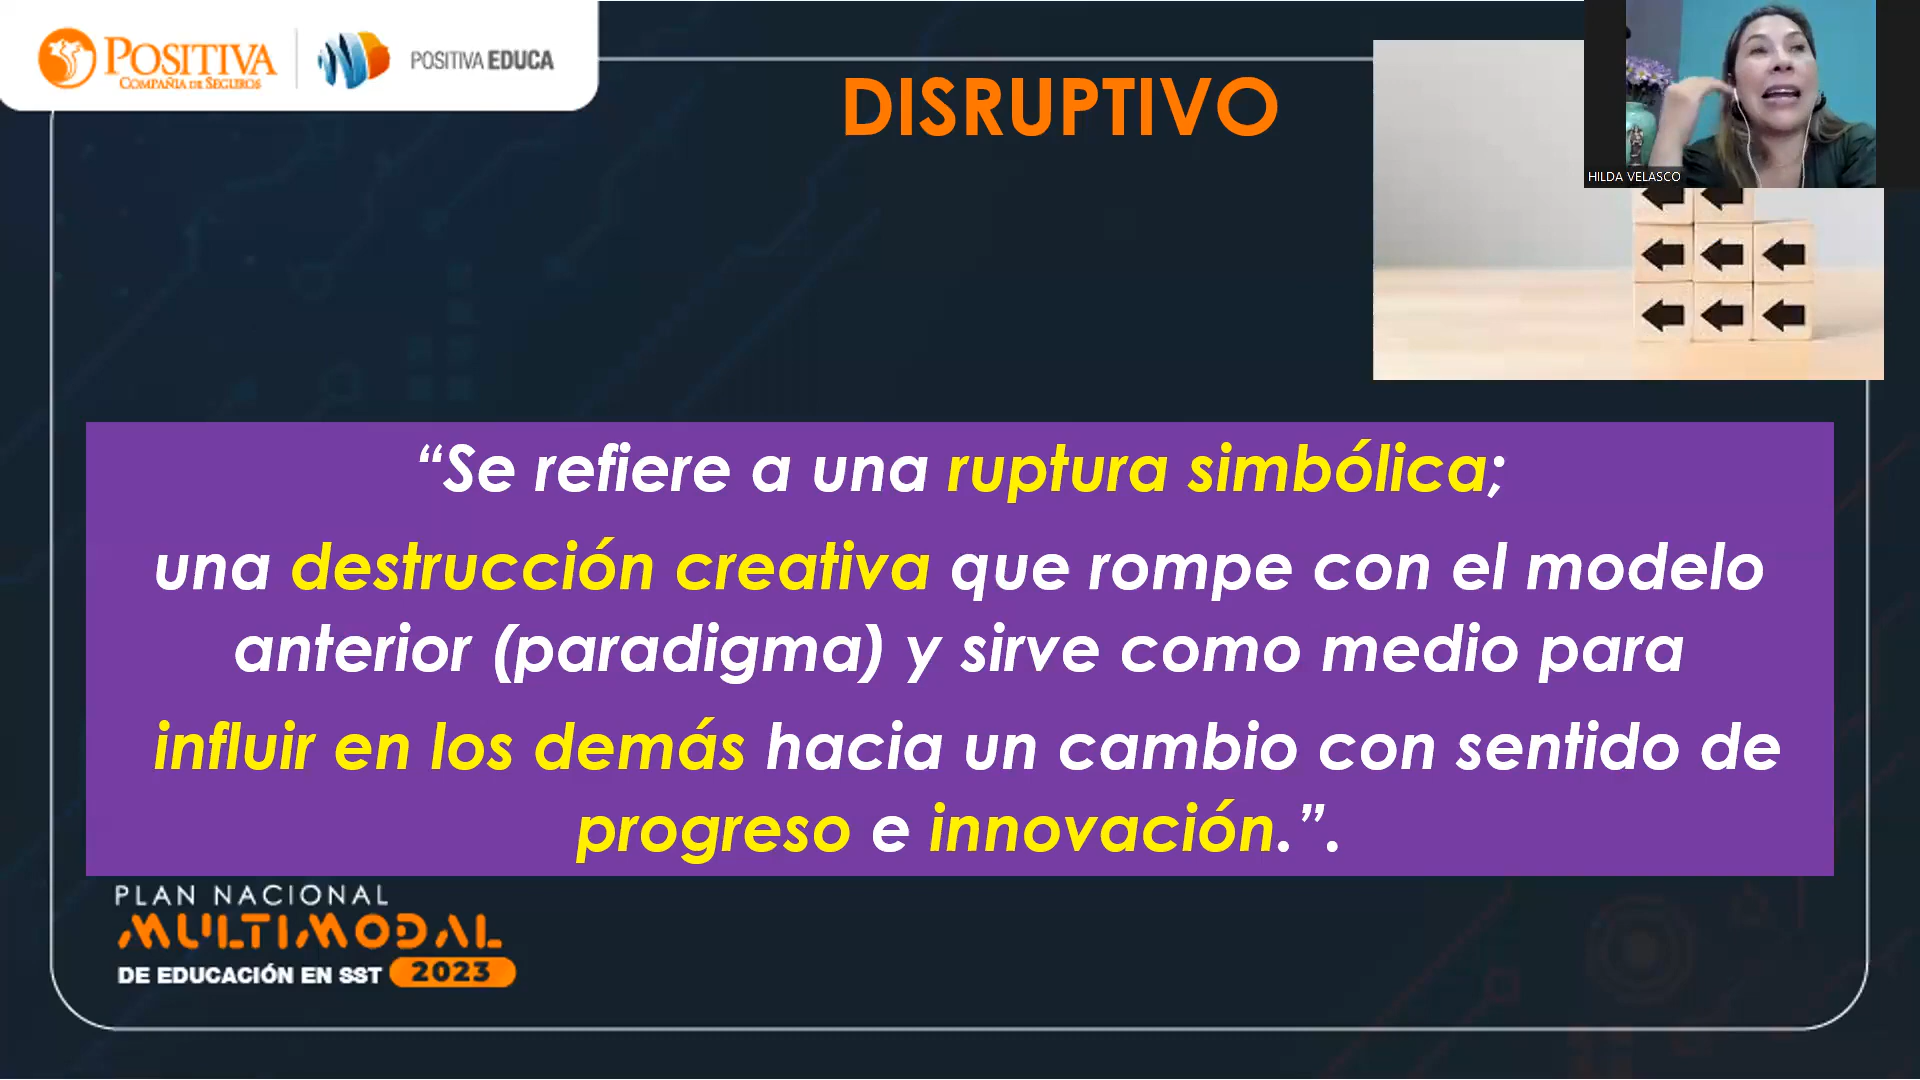 POSITIVA
COMPAÑIA DE SEGUROS
POSITIVA EDUCA
DISRUPTIVO
HILDA VELASCO
“Se refiere a una ruptura simbólica;
una destrucción creativa que rompe con el modelo
anterior (paradigma) y sirve como medio para
influir en los demás hacia un cambio con sentido de
progreso e innovación.”.
PLAN NACIONAL
MULTIMODAL
DE EDUCACIÓN EN SST 2023